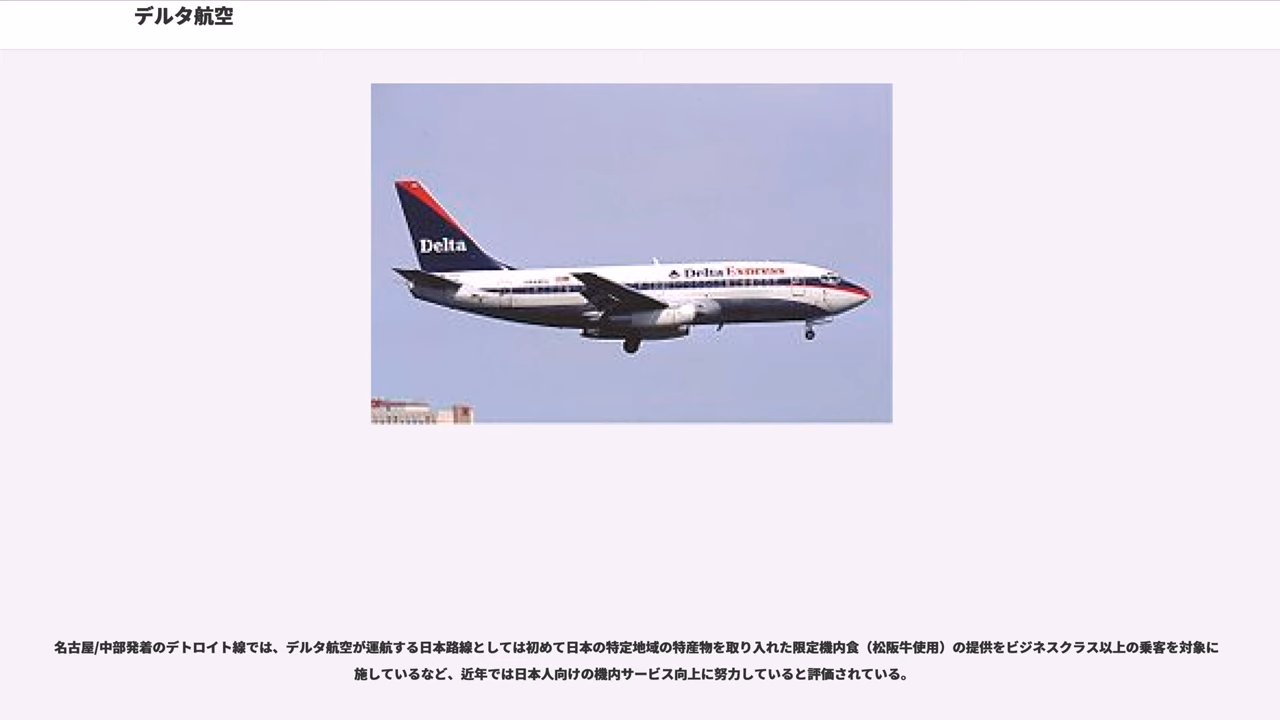 デルタ航空
Delta
Delta Express
名古屋/中部発着のデトロイト線では、デルタ航空が運航する日本路線としては初めて日本の特定地域の特産物を取り入れた限定機内食（松阪牛使用）の提供をビジネスクラス以上の乗客を対象に
施しているなど、近年では日本人向けの機内サービス向上に努力していると評価されている。